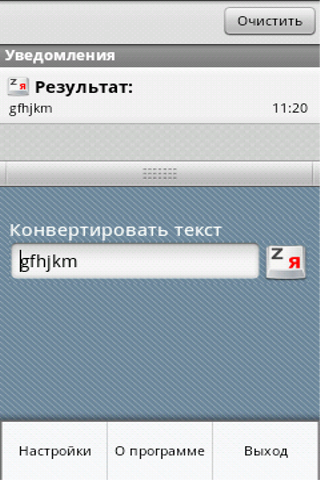 Очистить
Уведомления
Z Я Результат:
gfhjkm 11:20
Конвертировать текст
gfhjkm Z Я
Настройки О программе Выход